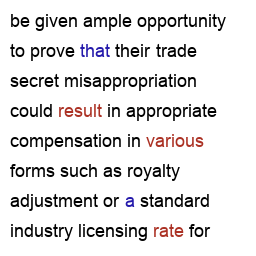 be given ample opportunity
to prove that their trade
secret misappropriation
could result in appropriate
compensation in various
forms such as royalty
adjustment or a standard
industry licensing rate for